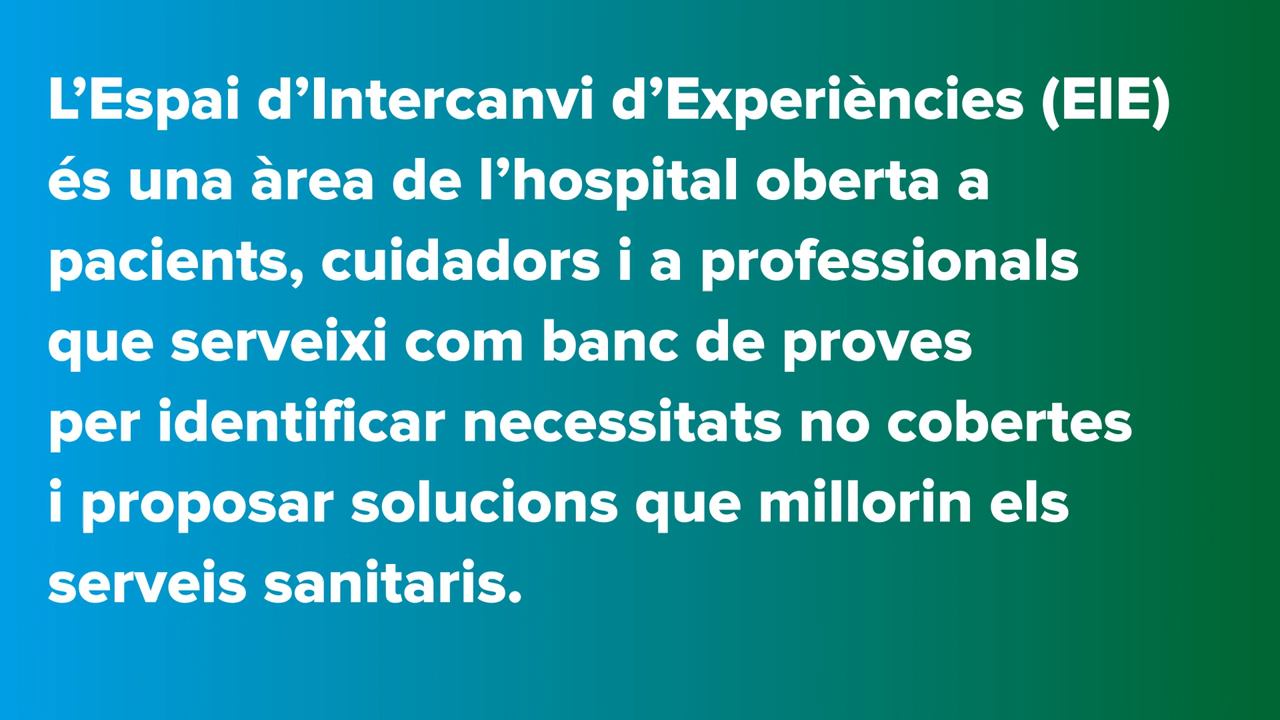 L’Espai d’Intercanvi d’Experiències (EIE)
és una àrea de l’hospital oberta a
pacients, cuidadors i a professionals
que serveixi com banc de proves
per identificar necessitats no cobertes
i proposar solucions que millorin els
serveis sanitaris.